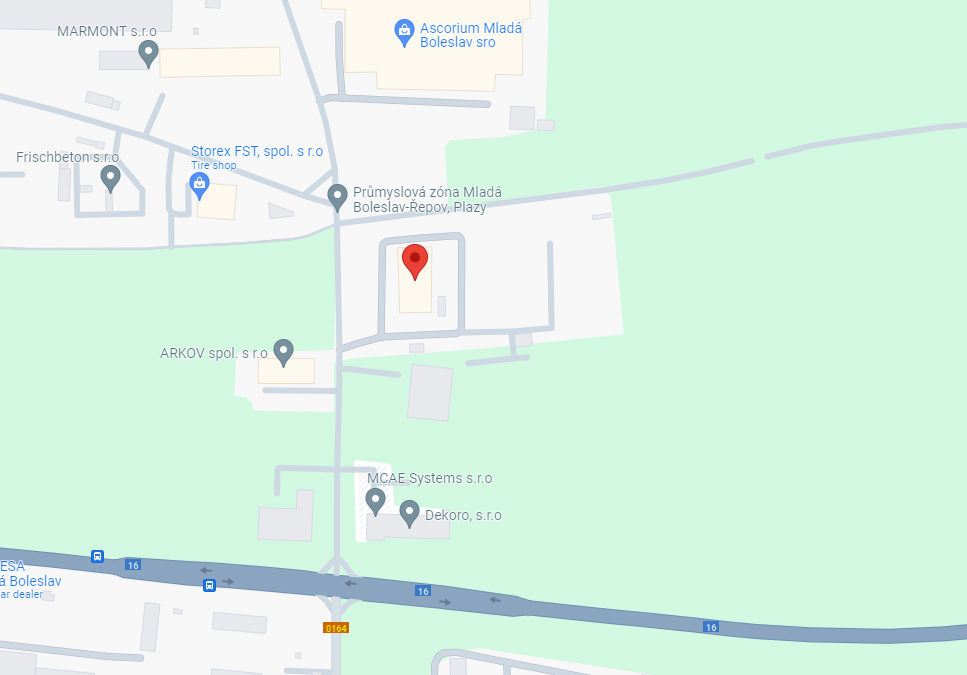 MARMONT s.r.o
Ascorium Mladá
Boleslav sro
Storex FST, spol. s r.o
Tire shop
Frischbeton s.r.o
Průmyslová zóna Mladá
Boleslav-Řepov, Plazy
ARKOV spol. s r.o
MCAE Systems s.r.o
Dekoro, s.r.o
ESA
á Boleslav
ar dealer
16
16
16
0164